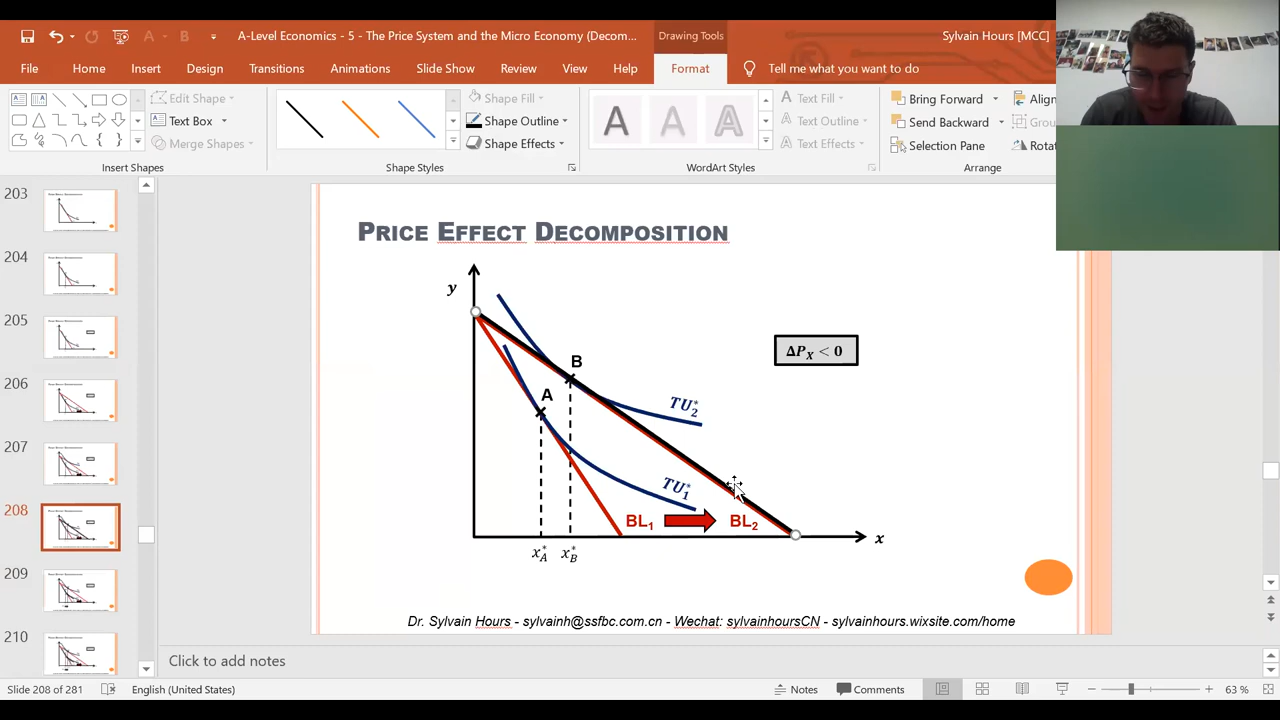 A-Level Economics - 5 - The Price System and the Micro Economy (Decom...
Sylvain Hours [MCC]
Drawing Tools
File Home Insert Design Transitions Animations Slide Show Review View Help Format Tell me what you want to do
Edit Shape
Text Box
Merge Shapes
Insert Shapes
Shape Fill
Shape Outline
Shape Effects
Shape Styles
A A A
Text Fill
Text Outline
Text Effects
WordArt Styles
Bring Forward
Send Backward
Selection Pane
Arrange
203
204
205
206
207
208
209
210
PRICE EFFECT DECOMPOSITION
y
ΔP_X < 0
B
A
TU₂*
TU₁*
BL₁ BL₂
x_A* x_B*
x
Dr. Sylvain Hours - sylvainh@ssfbc.com.cn - Wechat: sylvainhoursCN - sylvainhours.wixsite.com/home
Click to add notes
Slide 208 of 281 English (United States) Notes Comments 63 %